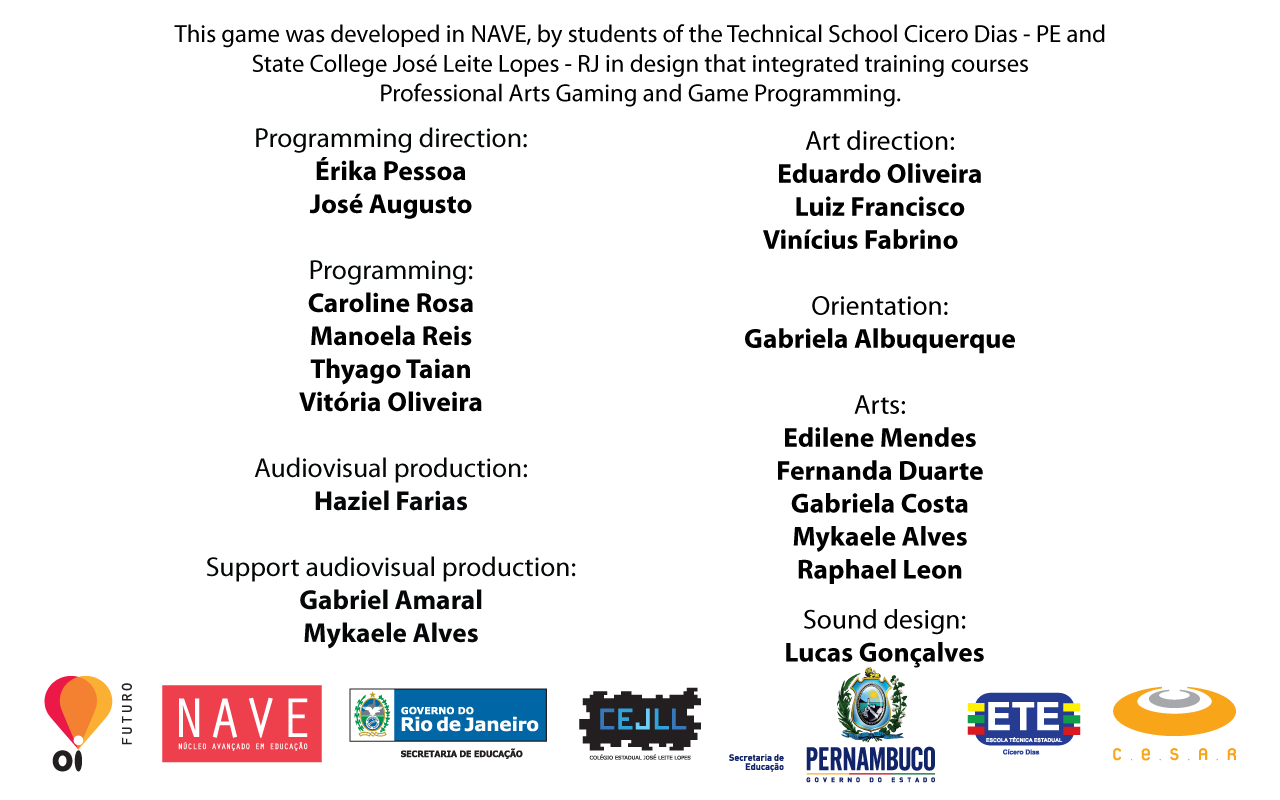 This game was developed in NAVE, by students of the Technical School Cicero Dias - PE and
State College José Leite Lopes - RJ in design that integrated training courses
Professional Arts Gaming and Game Programming.
Programming direction:
Érika Pessoa
José Augusto
Programming:
Caroline Rosa
Manoela Reis
Thyago Taian
Vitória Oliveira
Audiovisual production:
Haziel Farias
Support audiovisual production:
Gabriel Amaral
Mykaele Alves
Art direction:
Eduardo Oliveira
Luiz Francisco
Vinícius Fabrino
Orientation:
Gabriela Albuquerque
Arts:
Edilene Mendes
Fernanda Duarte
Gabriela Costa
Mykaele Alves
Raphael Leon
Sound design:
Lucas Gonçalves
oi
FUTURO
NAVE
NÚCLEO AVANÇADO EM EDUCAÇÃO
GOVERNO DO
Rio de Janeiro
SECRETARIA DE EDUCAÇÃO
CEJLL
COLÉGIO ESTADUAL JOSÉ LEITE LOPES
Secretaria de
Educação
PERNAMBUCO
GOVERNO DO ESTADO
ETE
ESCOLA TÉCNICA ESTADUAL
Cícero Dias
C.e.S.A.R